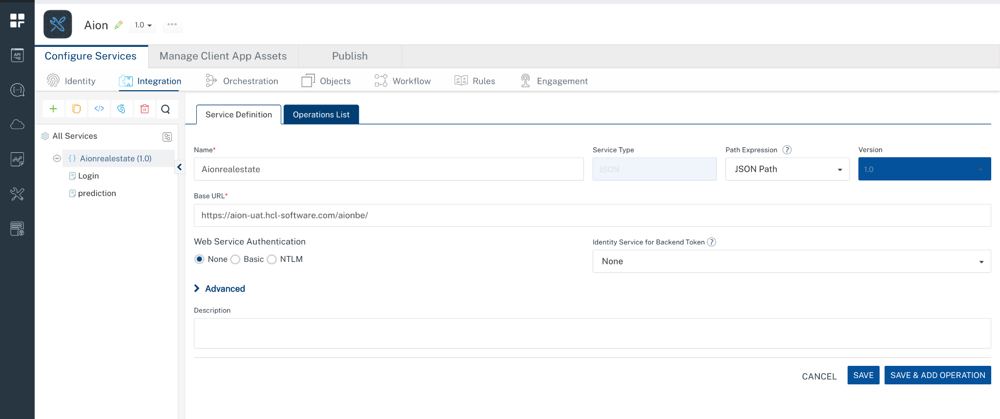 Aion 1.0
Configure Services Manage Client App Assets Publish
API
Identity Integration Orchestration Objects Workflow Rules Engagement
</>
Service Definition Operations List
All Services
{} Aionrealestate (1.0)
Login
prediction
Name* Service Type Path Expression ? Version
Aionrealestate JSON JSON Path 1.0
Base URL*
https://aion-uat.hcl-software.com/aionbe/
Web Service Authentication Identity Service for Backend Token ?
None Basic NTLM None
Advanced
Description
CANCEL SAVE SAVE & ADD OPERATION